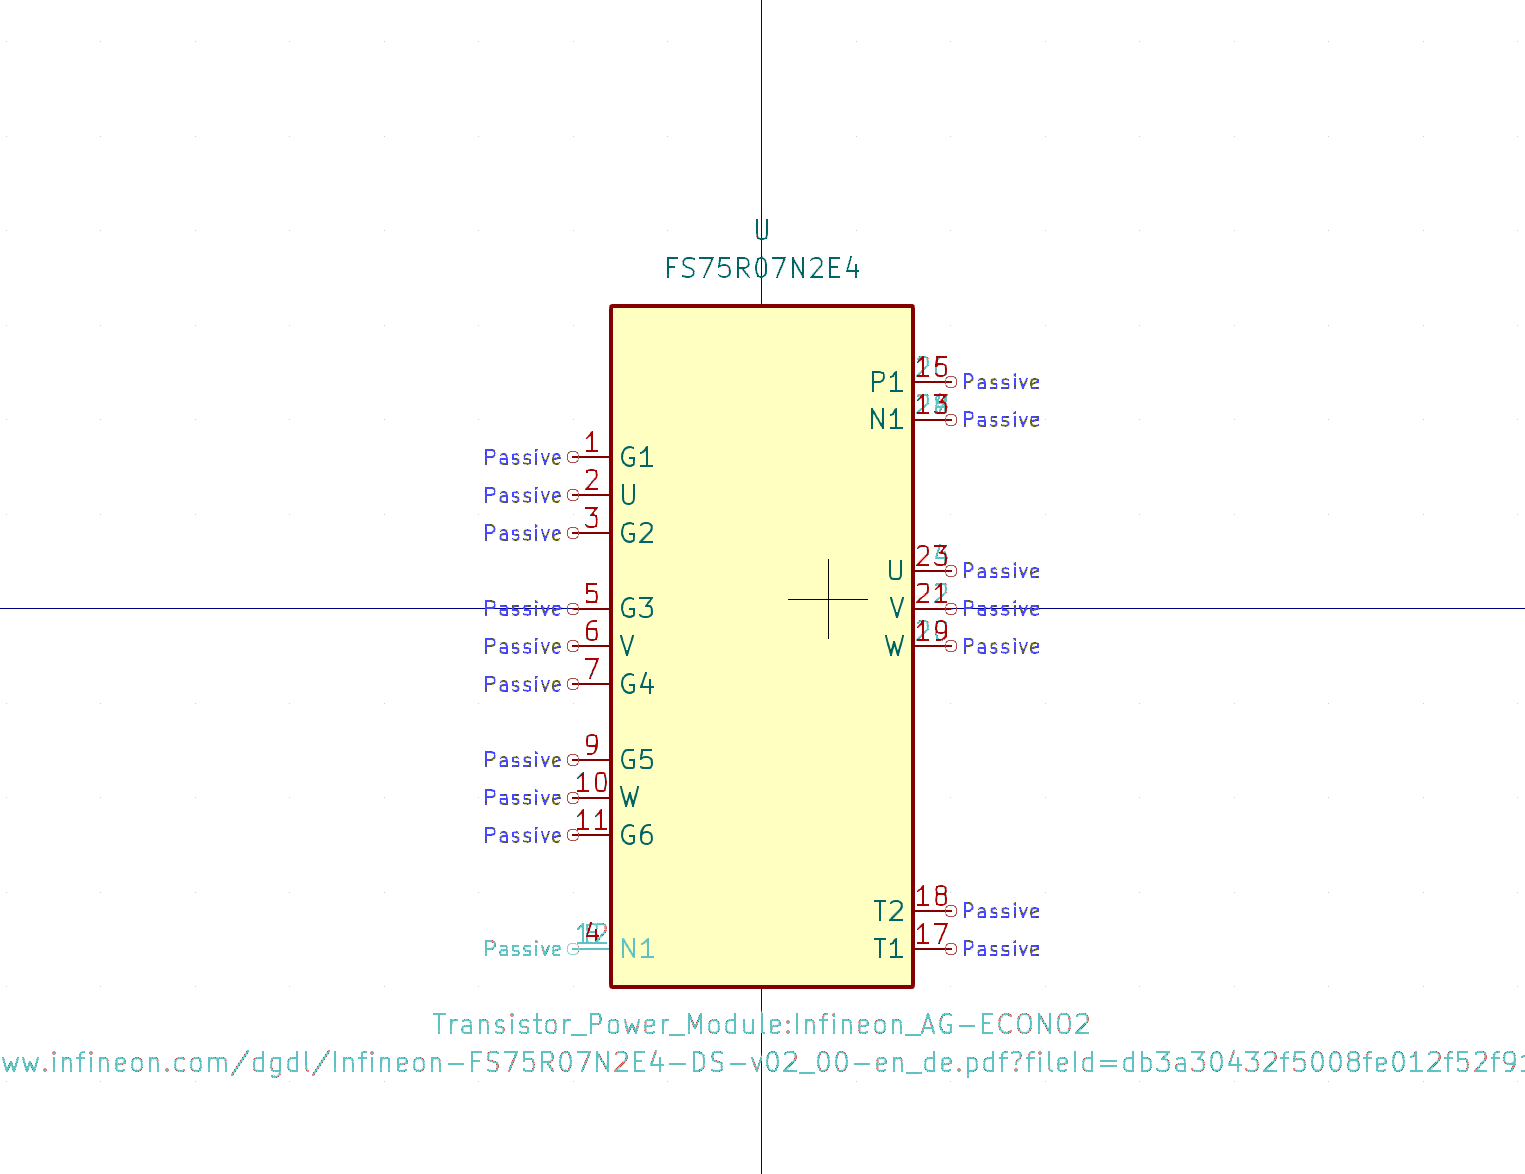 U
FS75R07N2E4
15
P1 Passive
13
N1 Passive
1
Passive G1
2
Passive U
3
Passive G2
23
U Passive
5
Passive G3
21
V Passive
6
Passive V
19
W Passive
7
Passive G4
9
Passive G5
10
Passive W
11
Passive G6
18
T2 Passive
4
Passive N1
17
T1 Passive
Transistor_Power_Module:Infineon_AG-ECONO2
ww.infineon.com/dgdl/Infineon-FS75R07N2E4-DS-v02_00-en_de.pdf?fileId=db3a30432f5008fe012f52f91